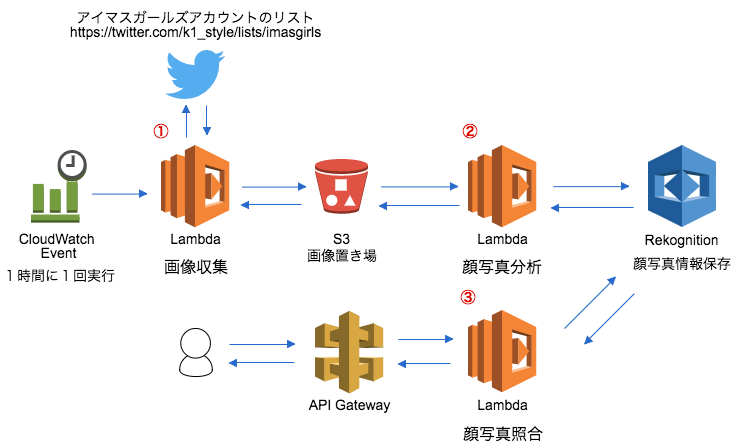 アイマスガールズアカウントのリスト
https://twitter.com/k1_style/lists/imasgirls
①
②
CloudWatch
Event
１時間に１回実行
Lambda
画像収集
S3
画像置き場
Lambda
顔写真分析
Rekognition
顔写真情報保存
③
API Gateway
Lambda
顔写真照合